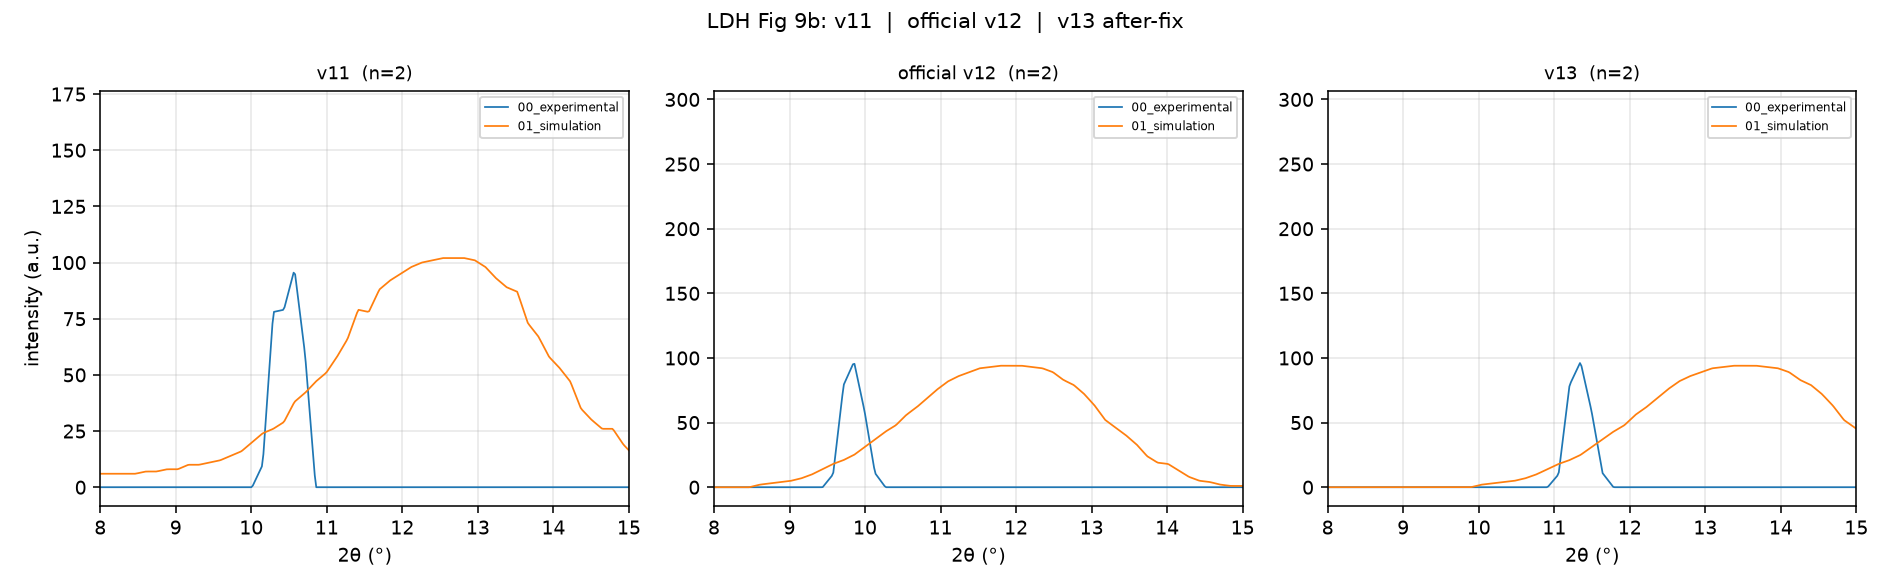 LDH Fig 9b: v11  |  official v12  |  v13 after-fix
v11  (n=2)
00_experimental
01_simulation
175
150
125
100
75
50
25
0
intensity (a.u.)
8 9 10 11 12 13 14 15
2θ (°)
official v12  (n=2)
00_experimental
01_simulation
300
250
200
150
100
50
0
8 9 10 11 12 13 14 15
2θ (°)
v13  (n=2)
00_experimental
01_simulation
300
250
200
150
100
50
0
8 9 10 11 12 13 14 15
2θ (°)